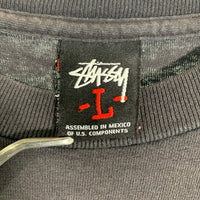 STÜSSY
-L-
ASSEMBLED IN MEXICO
OF U.S. COMPONENTS